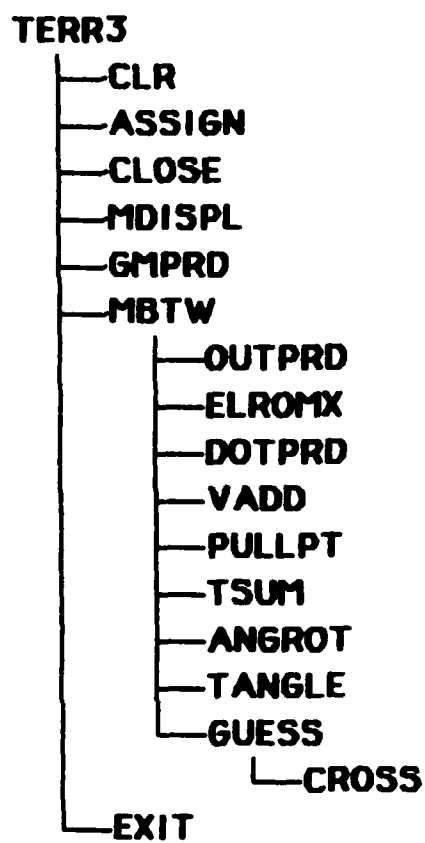 TERR3
CLR
ASSIGN
CLOSE
MDISPL
GMPRD
MBTW
OUTPRD
ELROMX
DOTPRD
VADD
PULLPT
TSUM
ANGROT
TANGLE
GUESS
CROSS
EXIT